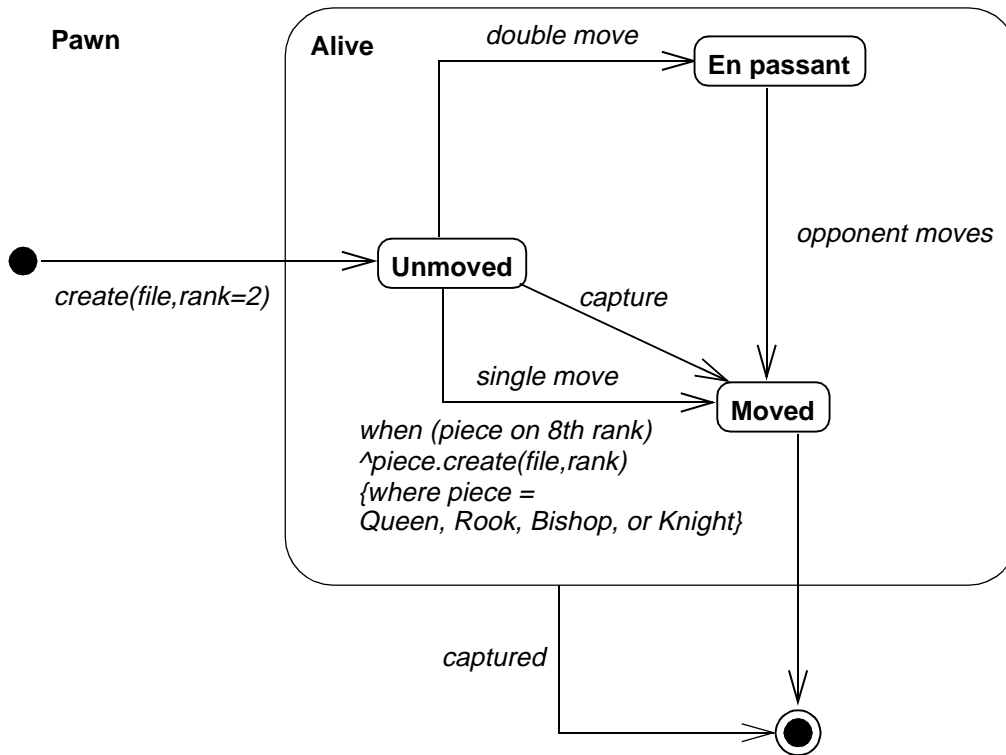 Pawn
Alive
double move
En passant
opponent moves
Unmoved
create(file,rank=2)
capture
single move
Moved
when (piece on 8th rank)
^piece.create(file,rank)
{where piece =
Queen, Rook, Bishop, or Knight}
captured